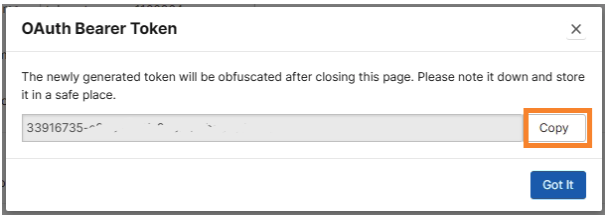 OAuth Bearer Token
The newly generated token will be obfuscated after closing this page. Please note it down and store
it in a safe place.
33916735-
Copy
Got It